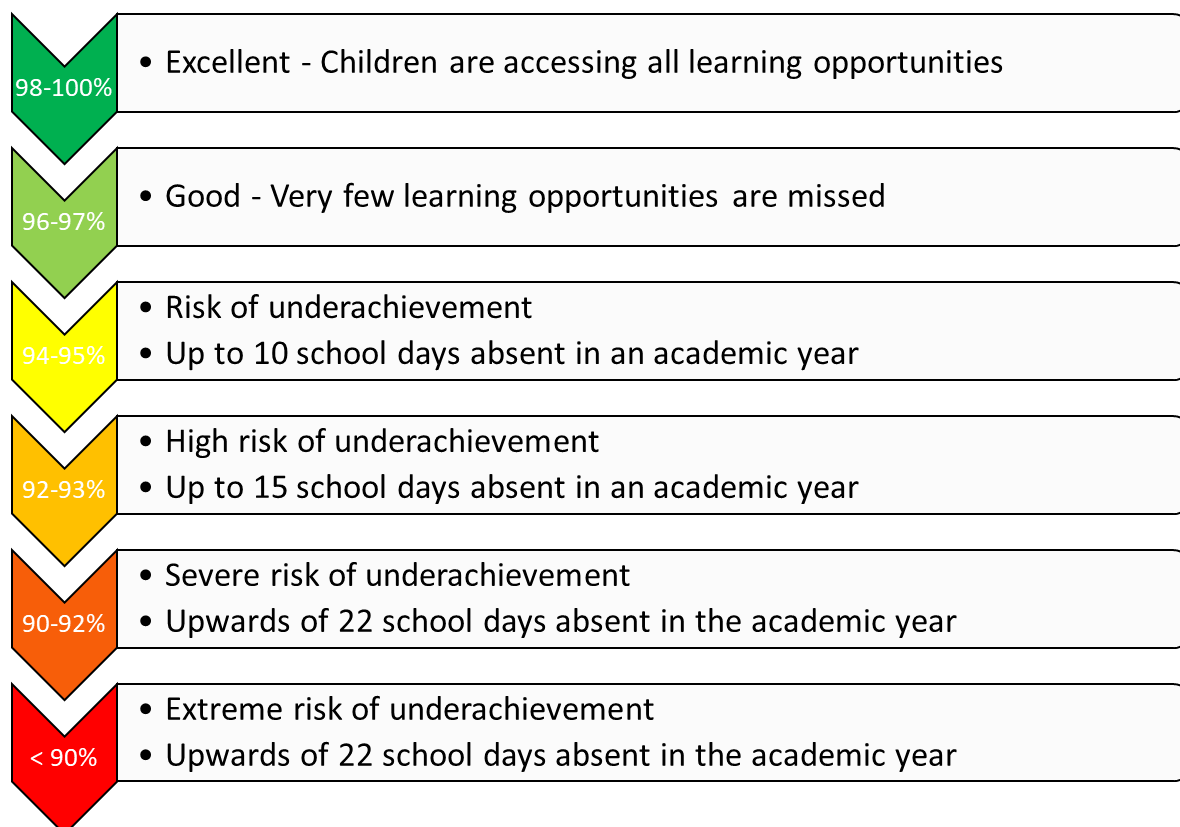 98-100%
• Excellent - Children are accessing all learning opportunities
96-97%
• Good - Very few learning opportunities are missed
94-95%
• Risk of underachievement
• Up to 10 school days absent in an academic year
92-93%
• High risk of underachievement
• Up to 15 school days absent in an academic year
90-92%
• Severe risk of underachievement
• Upwards of 22 school days absent in the academic year
< 90%
• Extreme risk of underachievement
• Upwards of 22 school days absent in the academic year